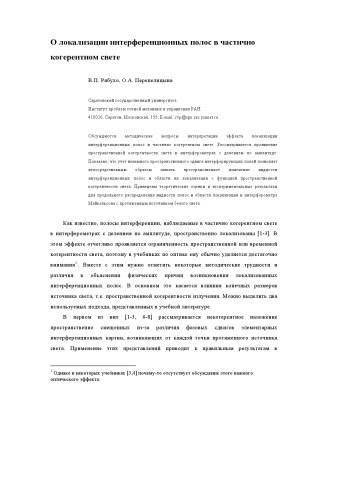 О локализации интерференционных полос в частично
когерентном свете
В.П. Рябухо, О.А. Перепелицына
Саратовский государственный университет,
Институт проблем точной механики и управления РАН
410026, Саратов, Московская, 155, E-mail:
Обсуждаются методические вопросы интерпретации эффекта локализации
интерференционных полос в частично когерентном свете. Рассматривается проявление
пространственной когерентности света в интерферометрах с делением по амплитуде.
Показано, что учет взаимного пространственного сдвига интерферирующих полей позволяет
непосредственным образом связать пространственное изменение видности
интерференционных полос в области их локализации с функцией пространственной
когерентности света. Приведены теоретические оценки и экспериментальные результаты
для продольного распределения видности полос в области локализации в интерферометре
Майкельсона с протяженным источником белого света.
Как известно, полосы интерференции, наблюдаемые в частично когерентном свете
в интерферометрах с делением по амплитуде, пространственно локализованы [1-3]. В
этом эффекте отчетливо проявляется ограниченность пространственной или временной
когерентности света, поэтому в учебниках по оптике ему обычно уделяется достаточно
внимания1. Вместе с этим нужно отметить некоторые методические трудности и
различия в объяснении физических причин возникновения локализованных
интерференционных полос. В основном это касается влияния конечных размеров
источника света, т.е. пространственной когерентности излучения. Можно выделить два
используемых подхода, представленных в учебной литературе.
В первом из них [1-3, 6-8] рассматривается некогерентное наложение
пространственно смещенных из-за различия фазовых сдвигов элементарных
интерференционных картин, возникающих от каждой точки протяженного источника
света. Применение этих представлений приводит к правильным результатам в
1 Однако в некоторых учебниках [3,4] почему-то отсутствует обсуждение этого важного
оптического эффекта.